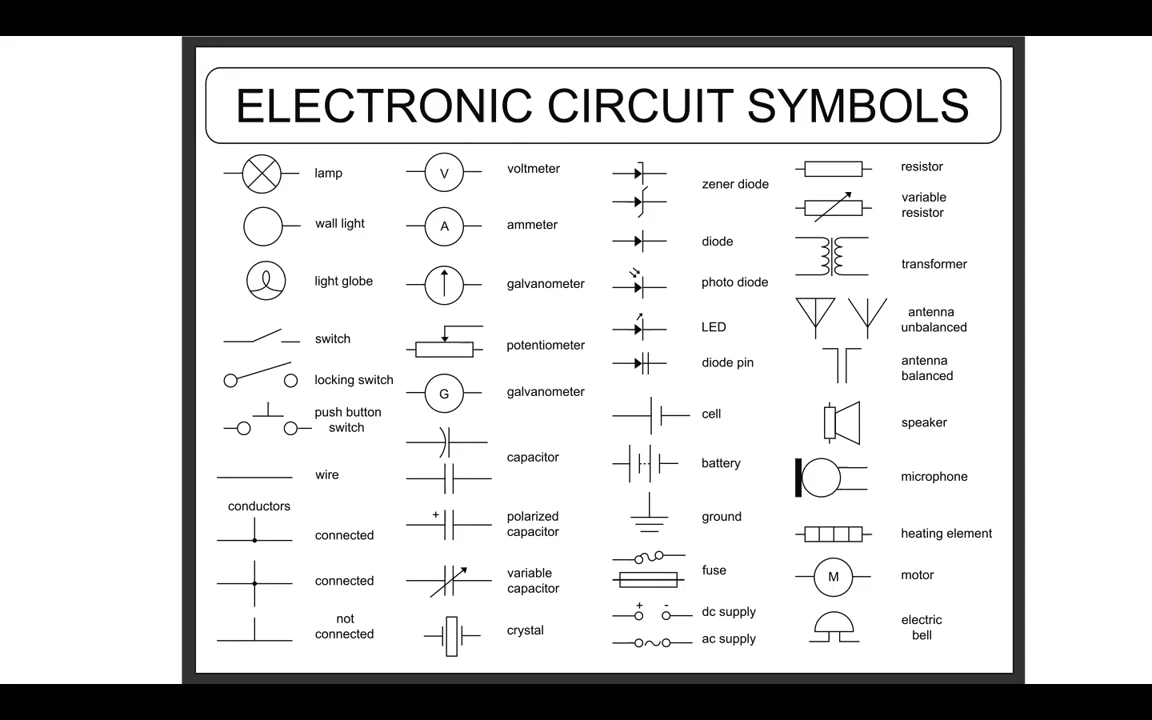 ELECTRONIC CIRCUIT SYMBOLS
lamp
wall light
light globe
switch
locking switch
push button
switch
wire
conductors
connected
connected
not
connected
V
voltmeter
A
ammeter
galvanometer
potentiometer
G
galvanometer
capacitor
+
polarized
capacitor
variable
capacitor
crystal
zener diode
diode
photo diode
LED
diode pin
cell
battery
ground
fuse
+ -
dc supply
ac supply
resistor
variable
resistor
transformer
antenna
unbalanced
antenna
balanced
speaker
microphone
heating element
M
motor
electric
bell